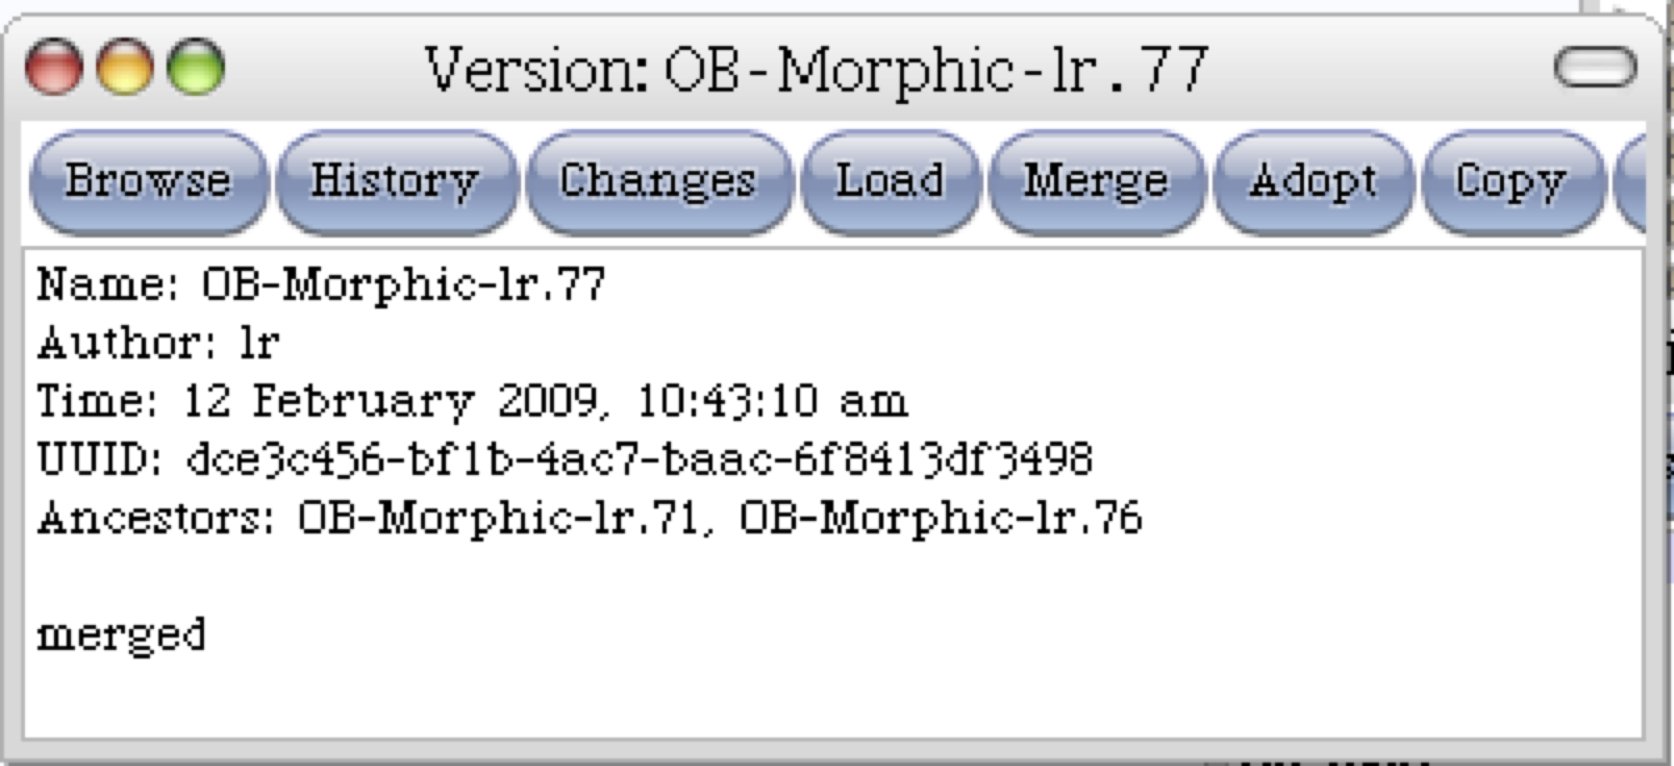 Version: OB-Morphic-lr.77
Browse History Changes Load Merge Adopt Copy
Name: OB-Morphic-lr.77
Author: lr
Time: 12 February 2009, 10:43:10 am
UUID: dce3c456-bf1b-4ac7-baac-6f8413df3498
Ancestors: OB-Morphic-lr.71, OB-Morphic-lr.76
merged